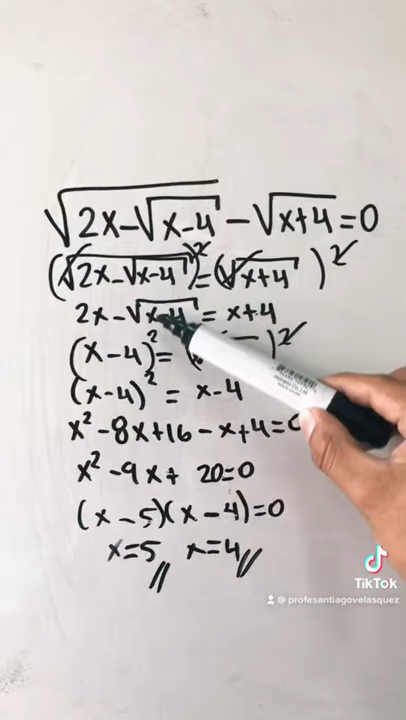 √(2x-√(x-4)) - √(x+4) = 0
(√(2x-√(x-4)))² = (√(x+4))²
2x-√(x-4) = x+4
(x-4)² = ( )²
(x-4)² = x-4
x²-8x+16-x+4=0
x²-9x+20=0
(x-5)(x-4)=0
x=5 x=4
TikTok
@profesantiagovelasquez